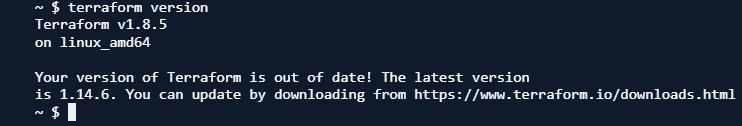 ~ $ terraform version
Terraform v1.8.5
on linux_amd64
Your version of Terraform is out of date! The latest version
is 1.14.6. You can update by downloading from https://www.terraform.io/downloads.html
~ $